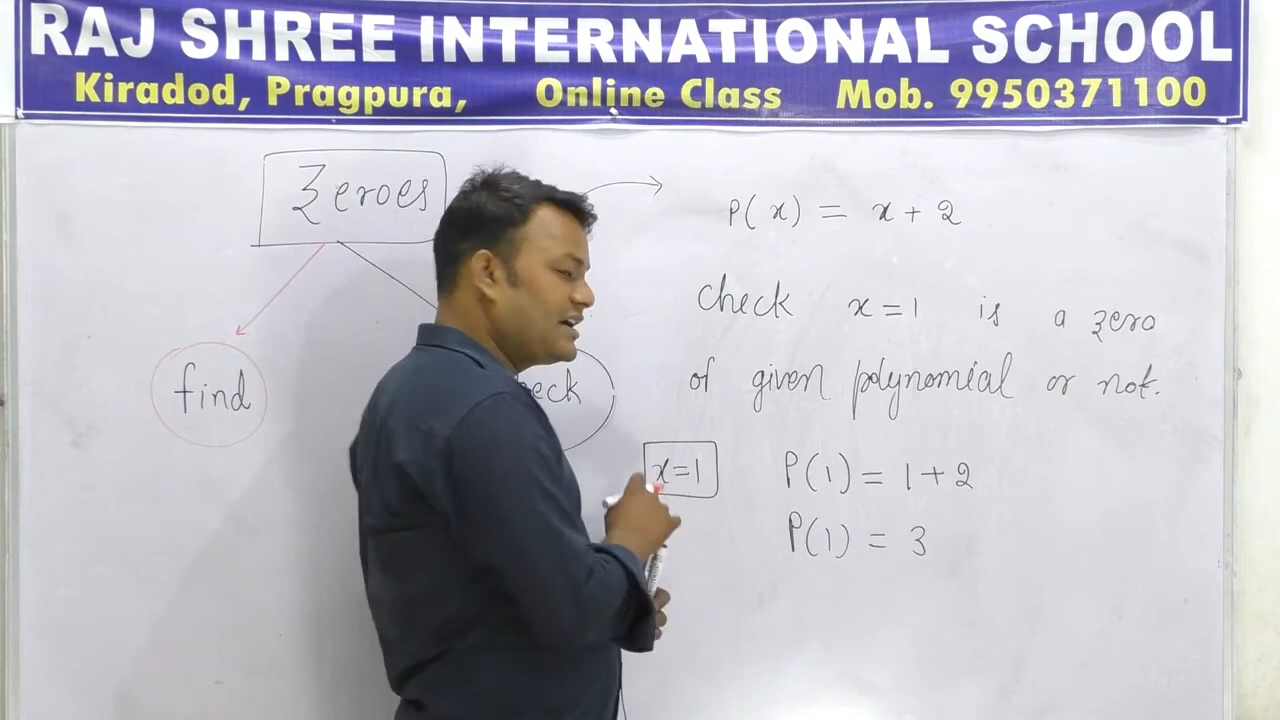 RAJ SHREE INTERNATIONAL SCHOOL
Kiradod, Pragpura, Online Class Mob. 9950371100
Zeroes
P(x) = x + 2
check x = 1 is a zero
of given polynomial or not.
find
x=1
P(1) = 1 + 2
P(1) = 3